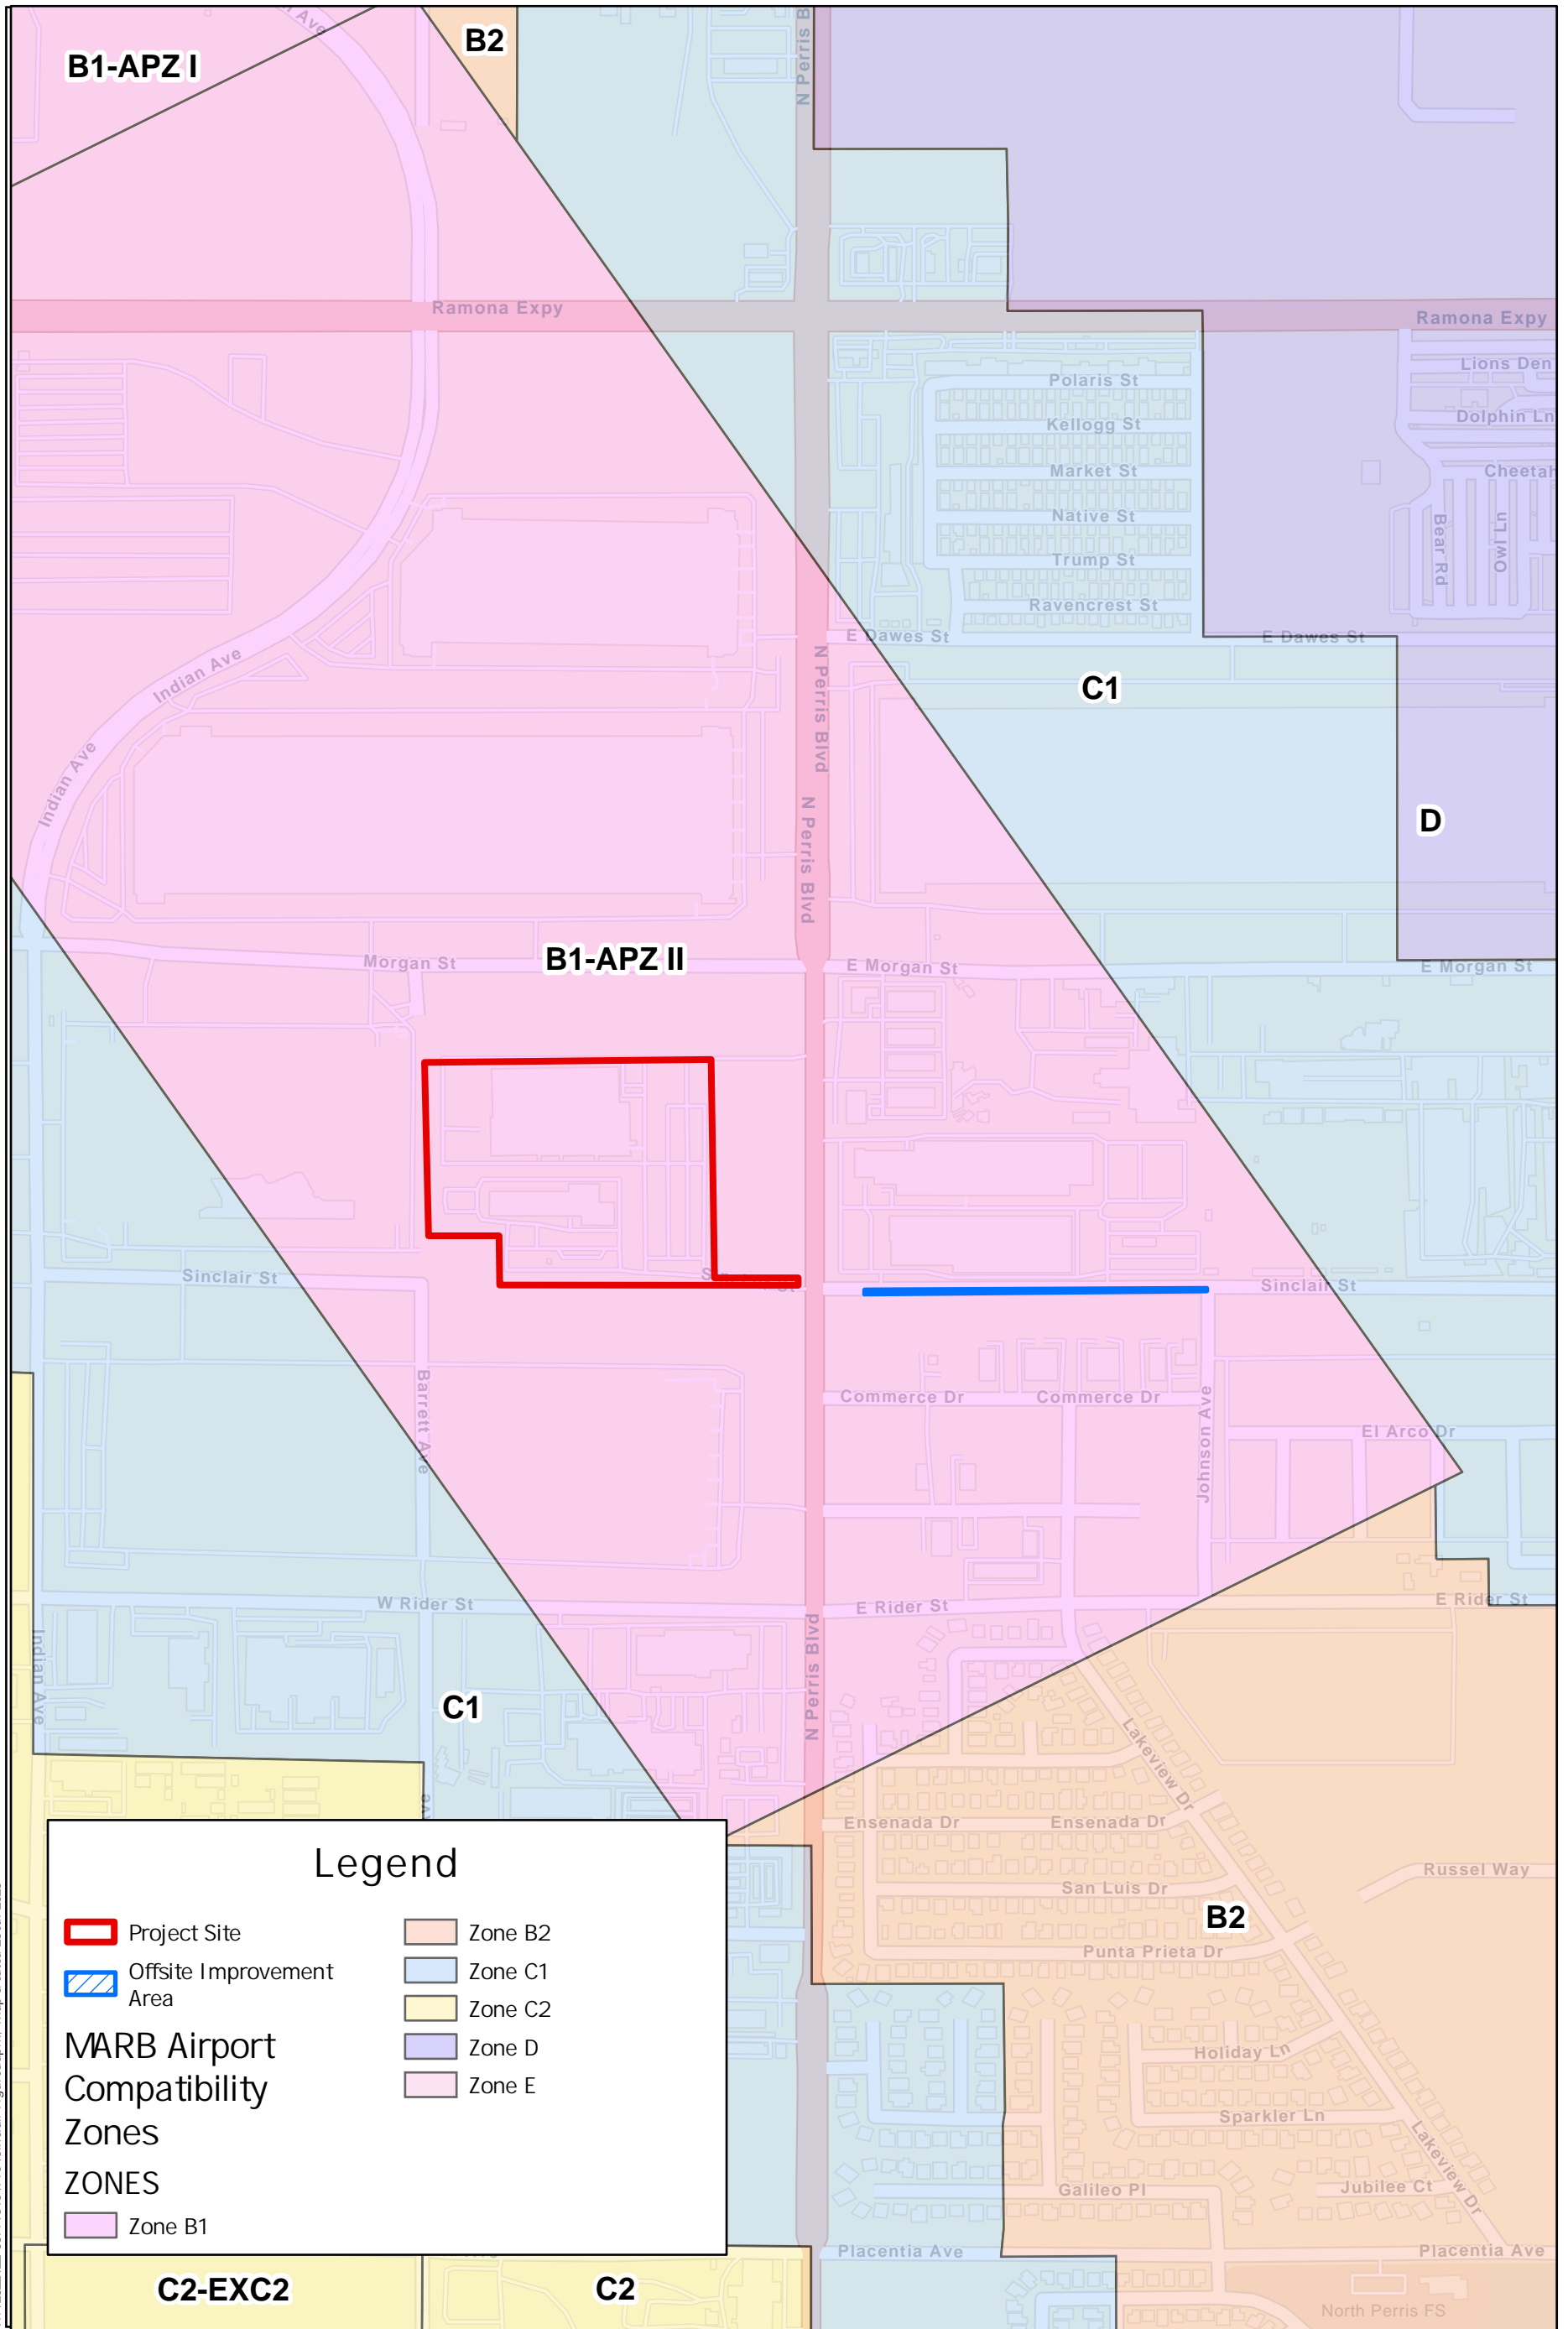 B2
B1-APZ I
N Perris B
Ramona Expy
Ramona Expy
Lions Den
Polaris St
Dolphin Ln
Kellogg St
Market St
Cheetah
Native St
Bear Rd
Owl Ln
Trump St
Ravencrest St
E Dawes St
E Dawes St
Indian Ave
N Perris Blvd
C1
Indian Ave
N Perris Blvd
D
Morgan St
B1-APZ II
E Morgan St
E Morgan St
Sinclair St
Sinclair St
Barrett Ave
Commerce Dr
Commerce Dr
Johnson Ave
El Arco Dr
W Rider St
E Rider St
E Rider St
Indian Ave
N Perris Blvd
C1
Lakeview Dr
Ensenada Dr
Ensenada Dr
Russel Way
San Luis Dr
B2
Punta Prieta Dr
Holiday Ln
Sparkler Ln
Lakeview Dr
Galileo Pl
Jubilee Ct
Placentia Ave
Placentia Ave
North Perris FS
Legend
Project Site
Offsite Improvement
Area
MARB Airport
Compatibility
Zones
ZONES
Zone B1
Zone B2
Zone C1
Zone C2
Zone D
Zone E
C2-EXC2
C2